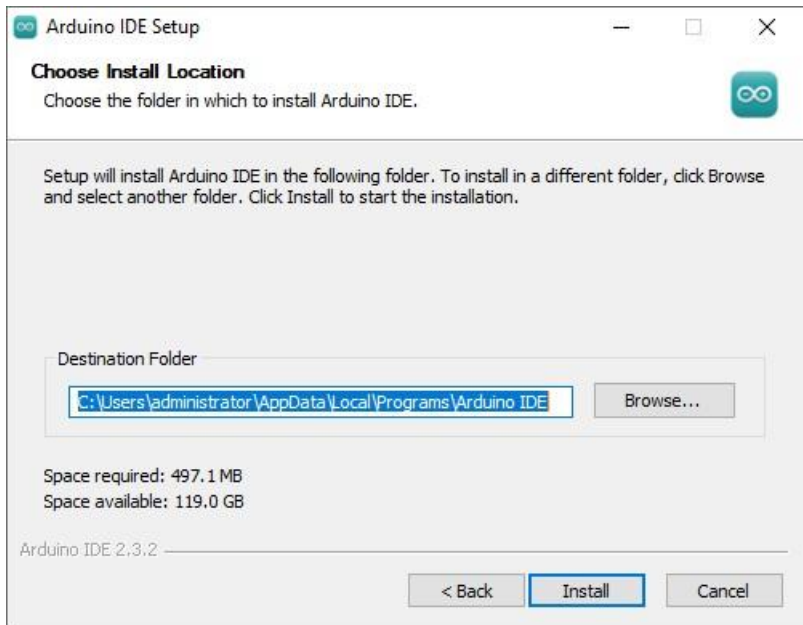 Arduino IDE Setup
Choose Install Location
Choose the folder in which to install Arduino IDE.
Setup will install Arduino IDE in the following folder. To install in a different folder, click Browse
and select another folder. Click Install to start the installation.
Destination Folder
C:\Users\administrator\AppData\Local\Programs\Arduino IDE
Browse...
Space required: 497.1 MB
Space available: 119.0 GB
Arduino IDE 2.3.2
< Back
Install
Cancel